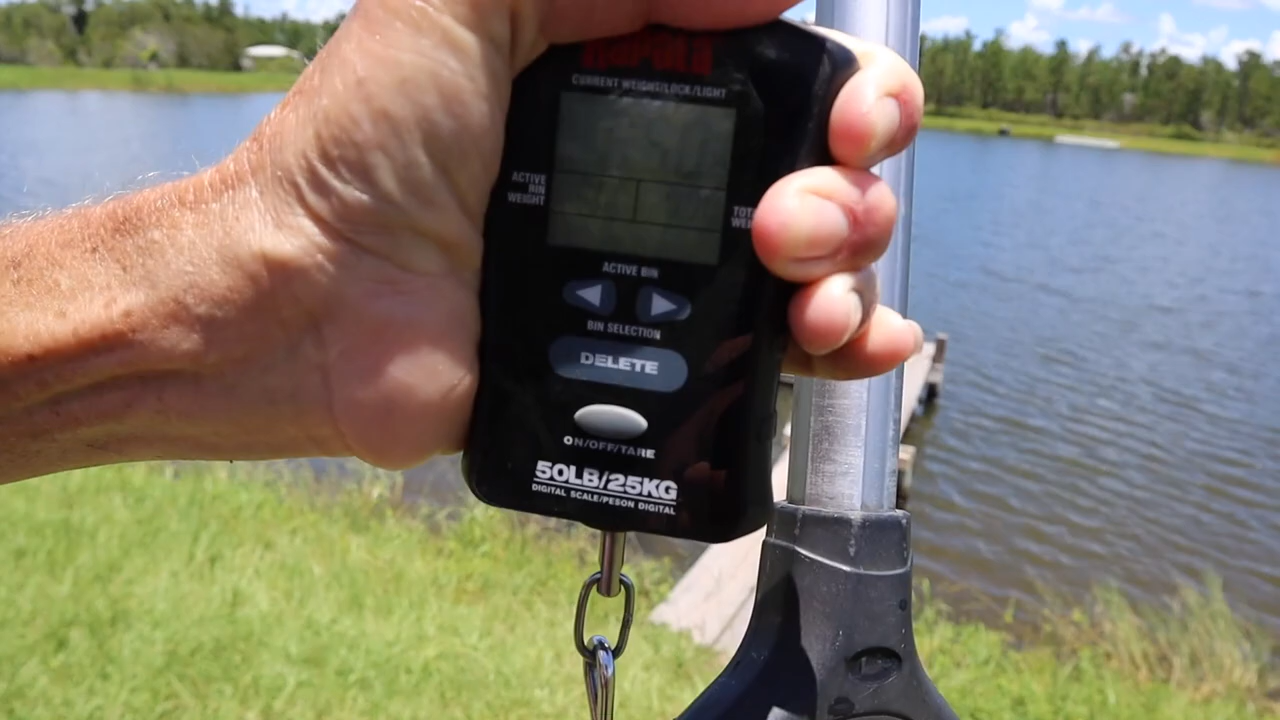 Rapala
CURRENT WEIGHT/LOCK/LIGHT
ACTIVE
BIN
WEIGHT
ACTIVE BIN
BIN SELECTION
DELETE
ON/OFF/TARE
50LB/25KG
DIGITAL SCALE/PESON DIGITAL